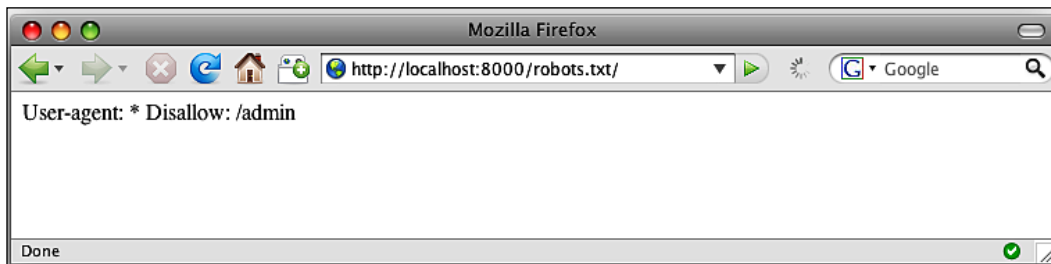 Mozilla Firefox
http://localhost:8000/robots.txt/
G Google
User-agent: * Disallow: /admin
Done